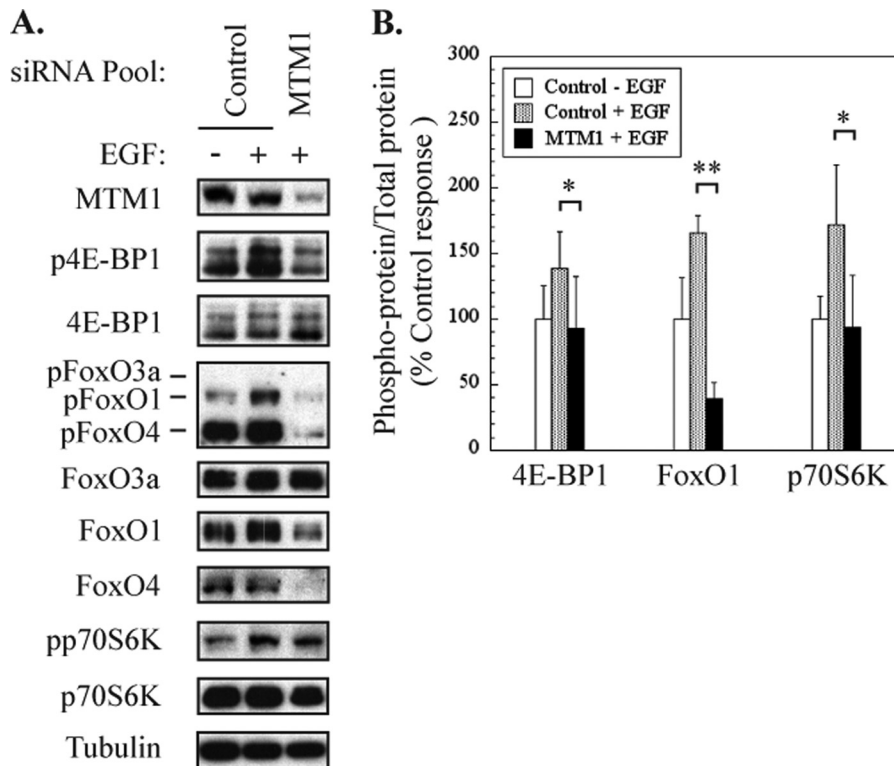 A.
siRNA Pool:
Control
MTM1
EGF: - + +
MTM1
p4E-BP1
4E-BP1
pFoxO3a
pFoxO1
pFoxO4
FoxO3a
FoxO1
FoxO4
pp70S6K
p70S6K
Tubulin
B.
Phospho-protein/Total protein
(% Control response )
300
250
200
150
100
50
0
Control - EGF
Control + EGF
MTM1 + EGF
*
**
*
4E-BP1 FoxO1 p70S6K